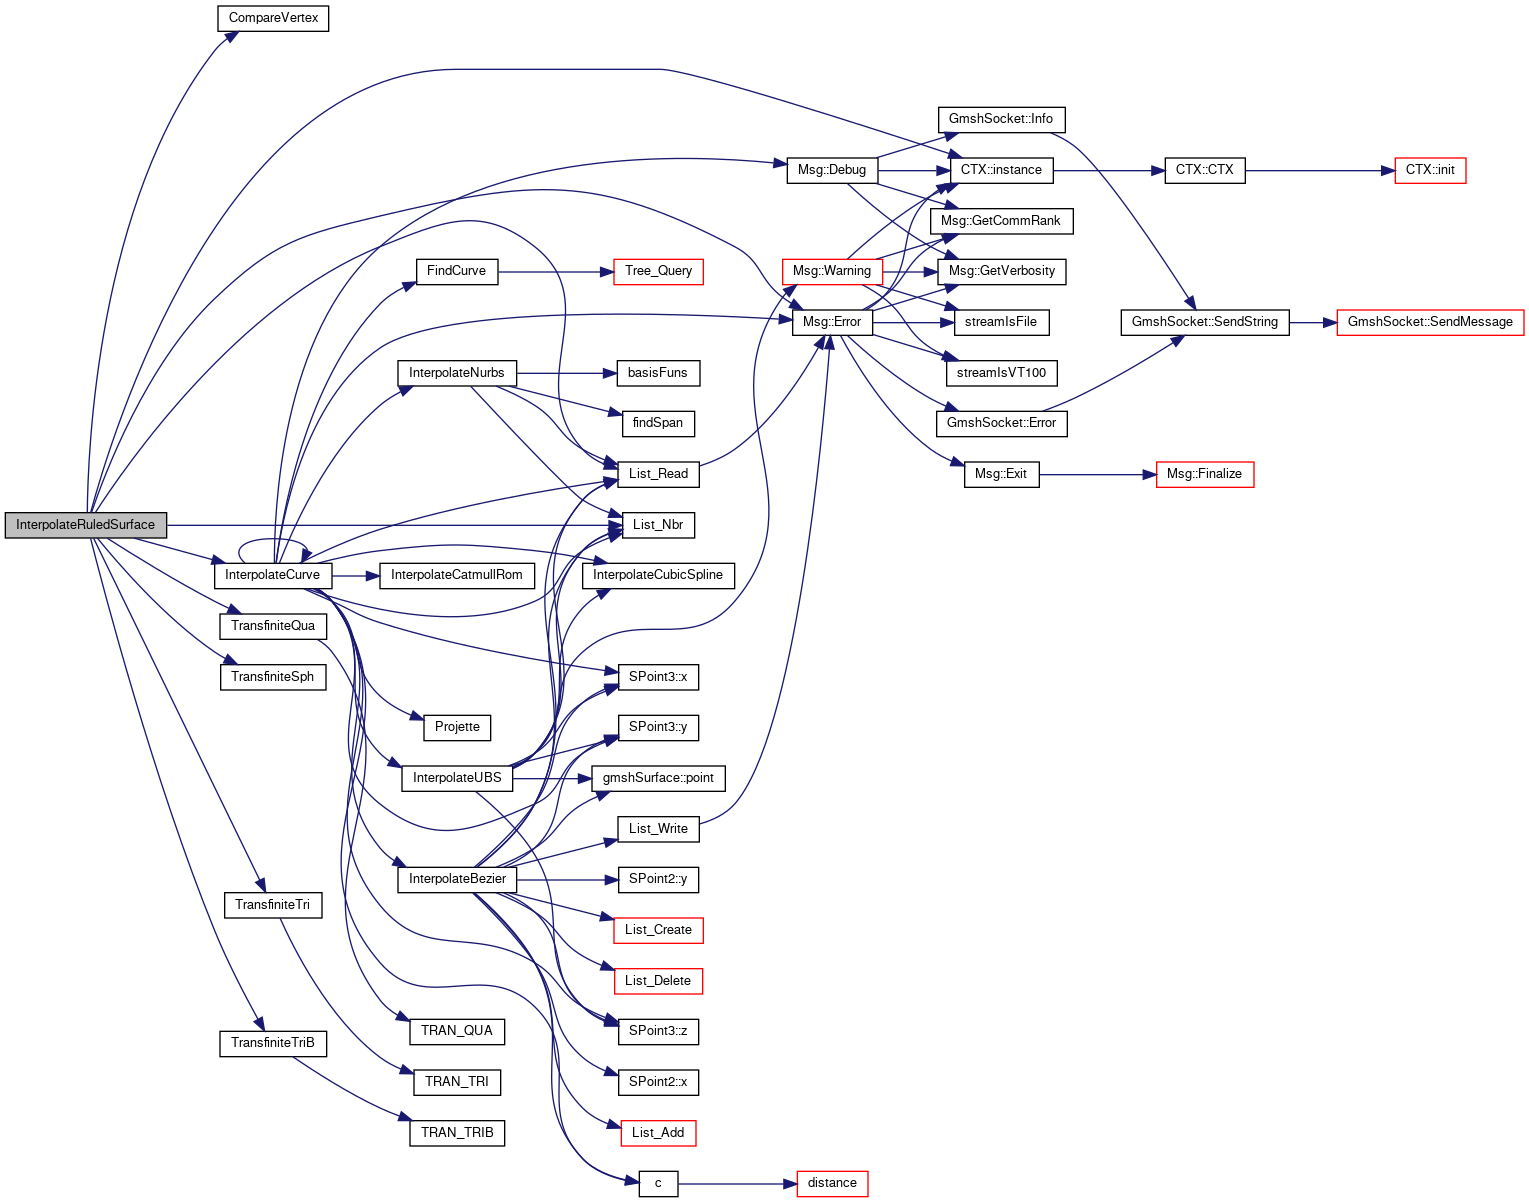 CompareVertex
GmshSocket::Info
Msg::Debug
CTX::instance
CTX::CTX
CTX::init
Msg::GetCommRank
FindCurve
Tree_Query
Msg::Warning
Msg::GetVerbosity
Msg::Error
streamIsFile
GmshSocket::SendString
GmshSocket::SendMessage
InterpolateNurbs
basisFuns
streamIsVT100
findSpan
GmshSocket::Error
List_Read
Msg::Exit
Msg::Finalize
InterpolateRuledSurface
List_Nbr
InterpolateCurve
InterpolateCatmullRom
InterpolateCubicSpline
TransfiniteQua
TransfiniteSph
SPoint3::x
Projette
SPoint3::y
InterpolateUBS
gmshSurface::point
List_Write
InterpolateBezier
SPoint2::y
TransfiniteTri
List_Create
List_Delete
TRAN_QUA
SPoint3::z
TransfiniteTriB
TRAN_TRI
SPoint2::x
TRAN_TRIB
List_Add
c
distance